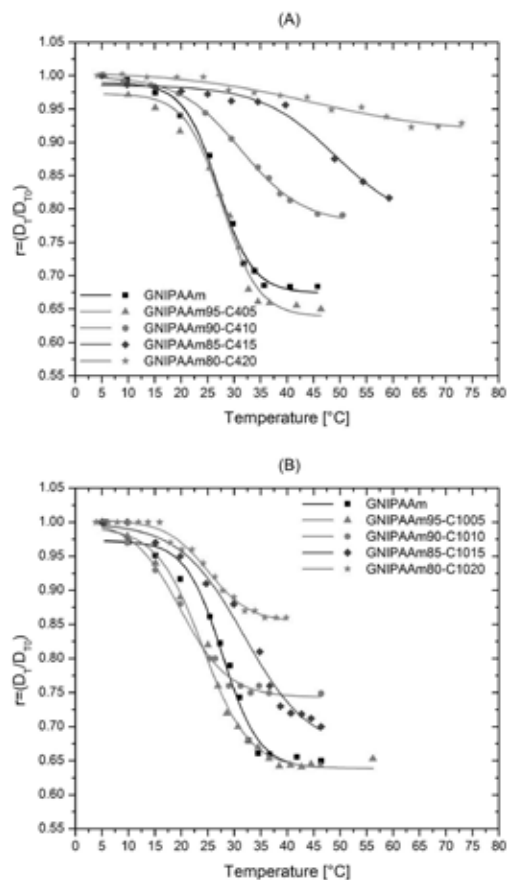 (A)
1.05
1.00
0.95
0.90
0.85
0.80
0.75
0.70
0.65
0.60
0.55
r=(D_T/D_T0)
GNIPAAm
GNIPAAm95-C405
GNIPAAm90-C410
GNIPAAm85-C415
GNIPAAm80-C420
0 5 10 15 20 25 30 35 40 45 50 55 60 65 70 75 80
Temperature [°C]
(B)
1.05
1.00
0.95
0.90
0.85
0.80
0.75
0.70
0.65
0.60
0.55
r=(D_T/D_T0)
GNIPAAm
GNIPAAm95-C1005
GNIPAAm90-C1010
GNIPAAm85-C1015
GNIPAAm80-C1020
0 5 10 15 20 25 30 35 40 45 50 55 60 65 70 75 80
Temperature [°C]